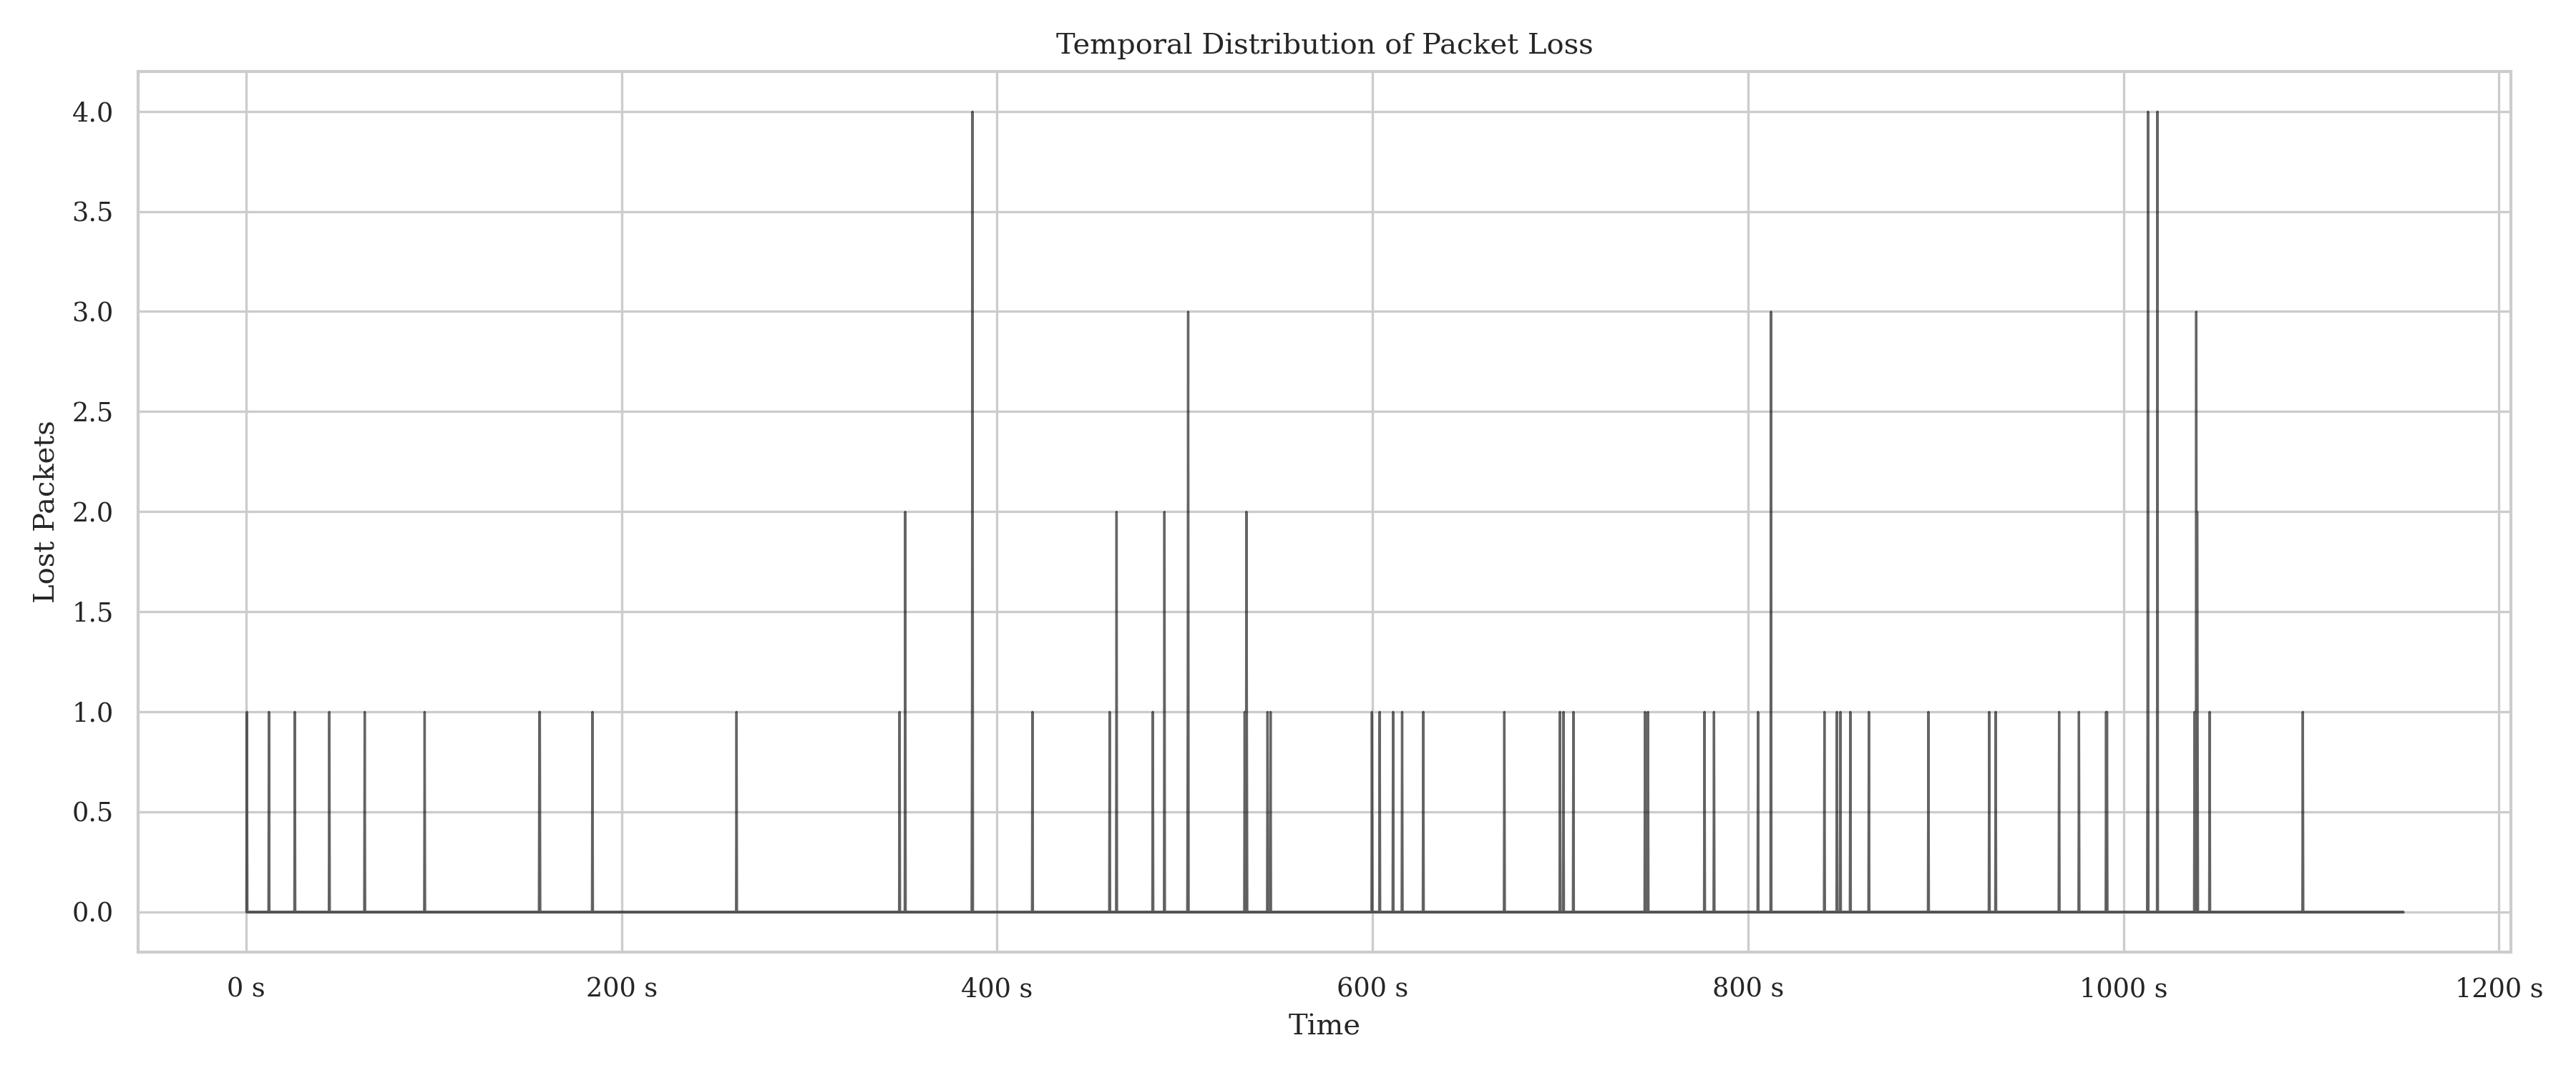 Temporal Distribution of Packet Loss
4.0
3.5
3.0
2.5
2.0
1.5
1.0
0.5
0.0
Lost Packets
0 s
200 s
400 s
600 s
800 s
1000 s
1200 s
Time